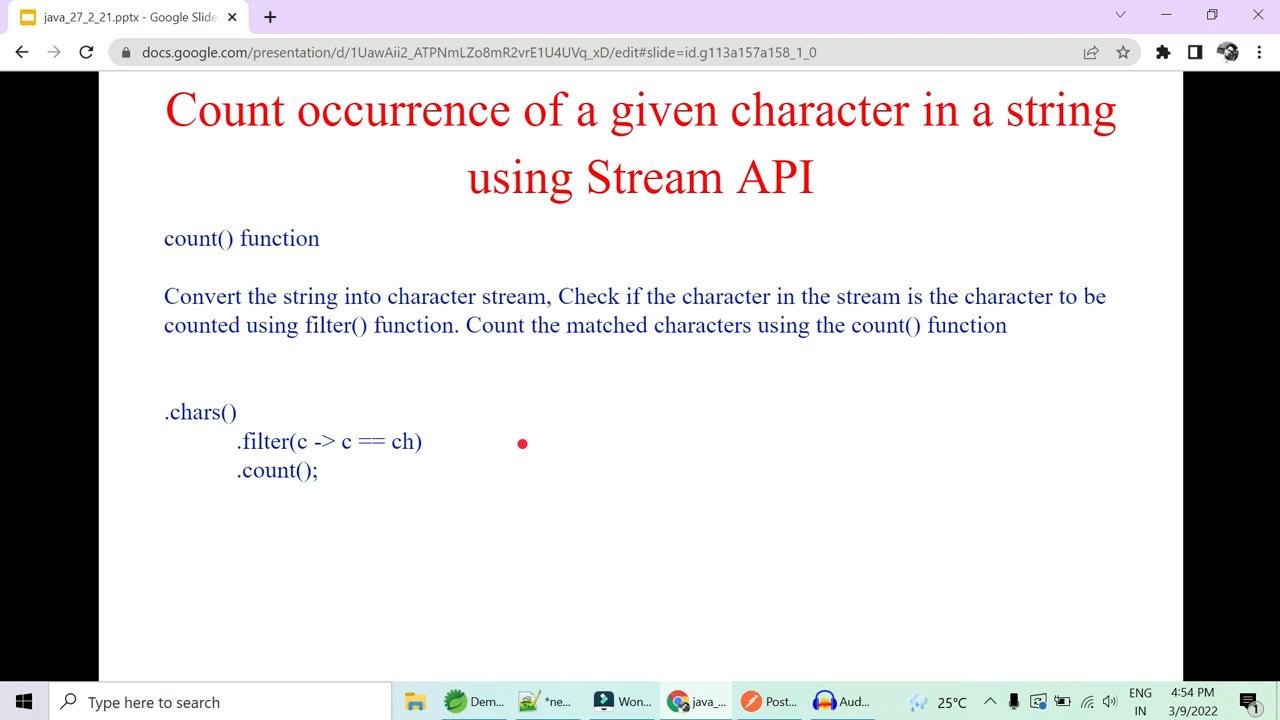 java_27_2_21.pptx - Google Slide
docs.google.com/presentation/d/1UawAii2_ATPNmLZo8mR2vrE1U4UVq_xD/edit#slide=id.g113a157a158_1_0
Count occurrence of a given character in a string
using Stream API
count() function
Convert the string into character stream, Check if the character in the stream is the character to be
counted using filter() function. Count the matched characters using the count() function
.chars()
.filter(c -> c == ch)
.count();
Type here to search
Dem...
*ne...
Won...
java_...
Post...
Aud...
25°C
ENG
IN
4:54 PM
3/9/2022
1